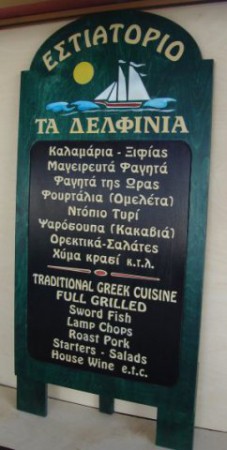 ΕΣΤΙΑΤΟΡΙΟ
ΤΑ ΔΕΛΦΙΝΙΑ
Καλαμάρια - Ξιφίας
Μαγειρευτά Φαγητά
Φαγητά της Ώρας
Φουρτάλια (Ομελέτα)
Ντόπιο Τυρί
Ψαρόσουπα (Κακαβιά)
Ορεκτικά-Σαλάτες
Χύμα κρασί κ.τ.λ.
TRADITIONAL GREEK CUISINE
FULL GRILLED
Sword Fish
Lamp Chops
Roast Pork
Starters - Salads
House Wine e.t.c.